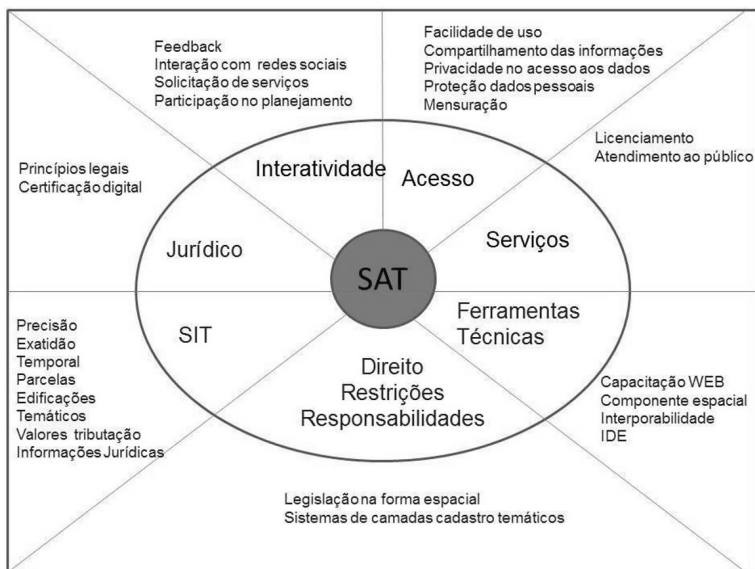 Feedback
Interação com redes sociais
Solicitação de serviços
Participação no planejamento
Facilidade de uso
Compartilhamento das informações
Privacidade no acesso aos dados
Proteção dados pessoais
Mensuração
Princípios legais
Certificação digital
Licenciamento
Atendimento ao público
Interatividade
Acesso
Jurídico
Serviços
SAT
SIT
Ferramentas
Técnicas
Direito
Restrições
Responsabilidades
Precisão
Exatidão
Temporal
Parcelas
Edificações
Temáticos
Valores tributação
Informações Jurídicas
Capacitação WEB
Componente espacial
Interporabilidade
IDE
Legislação na forma espacial
Sistemas de camadas cadastro temáticos